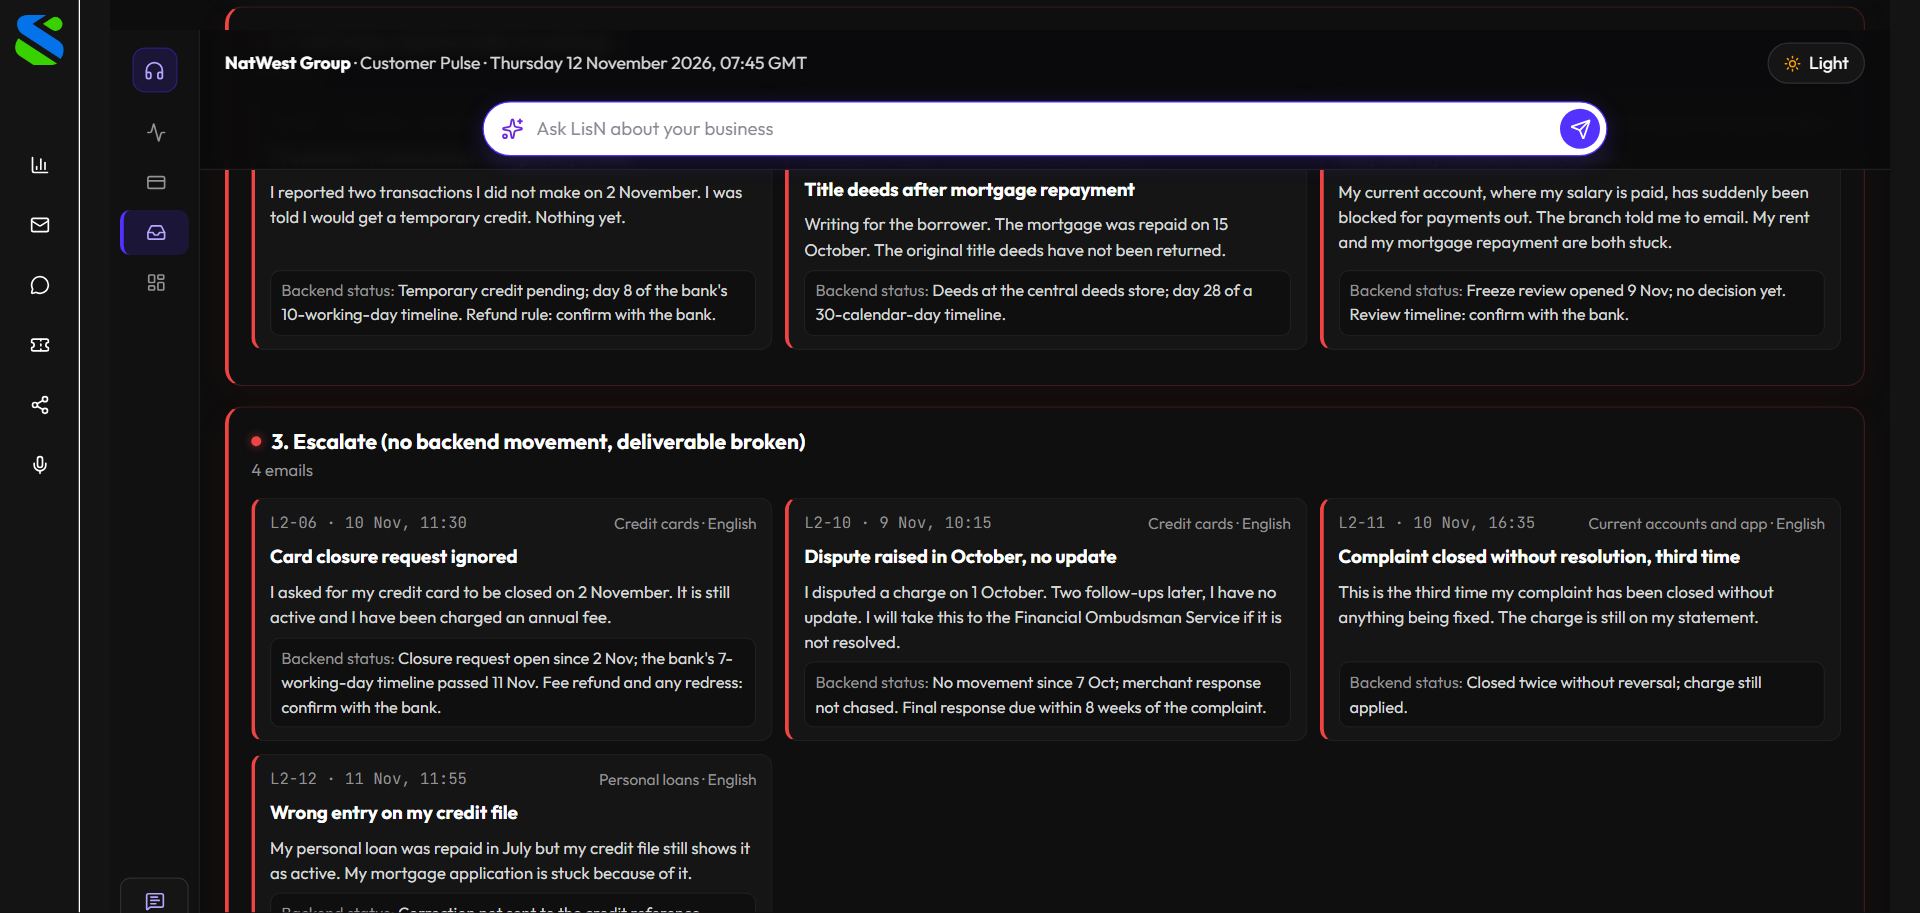 NatWest Group · Customer Pulse · Thursday 12 November 2026, 07:45 GMT
Light
Ask LisN about your business
I reported two transactions I did not make on 2 November. I was
told I would get a temporary credit. Nothing yet.
Backend status: Temporary credit pending; day 8 of the bank's
10-working-day timeline. Refund rule: confirm with the bank.
Title deeds after mortgage repayment
Writing for the borrower. The mortgage was repaid on 15
October. The original title deeds have not been returned.
Backend status: Deeds at the central deeds store; day 28 of a
30-calendar-day timeline.
My current account, where my salary is paid, has suddenly been
blocked for payments out. The branch told me to email. My rent
and my mortgage repayment are both stuck.
Backend status: Freeze review opened 9 Nov; no decision yet.
Review timeline: confirm with the bank.
3. Escalate (no backend movement, deliverable broken)
4 emails
L2-06 · 10 Nov, 11:30
Credit cards · English
Card closure request ignored
I asked for my credit card to be closed on 2 November. It is still
active and I have been charged an annual fee.
Backend status: Closure request open since 2 Nov; the bank's 7-
working-day timeline passed 11 Nov. Fee refund and any redress:
confirm with the bank.
L2-10 · 9 Nov, 10:15
Credit cards · English
Dispute raised in October, no update
I disputed a charge on 1 October. Two follow-ups later, I have no
update. I will take this to the Financial Ombudsman Service if it is
not resolved.
Backend status: No movement since 7 Oct; merchant response
not chased. Final response due within 8 weeks of the complaint.
L2-11 · 10 Nov, 16:35
Current accounts and app · English
Complaint closed without resolution, third time
This is the third time my complaint has been closed without
anything being fixed. The charge is still on my statement.
Backend status: Closed twice without reversal; charge still
applied.
L2-12 · 11 Nov, 11:55
Personal loans · English
Wrong entry on my credit file
My personal loan was repaid in July but my credit file still shows it
as active. My mortgage application is stuck because of it.
Backend status: Correction not sent to the credit reference